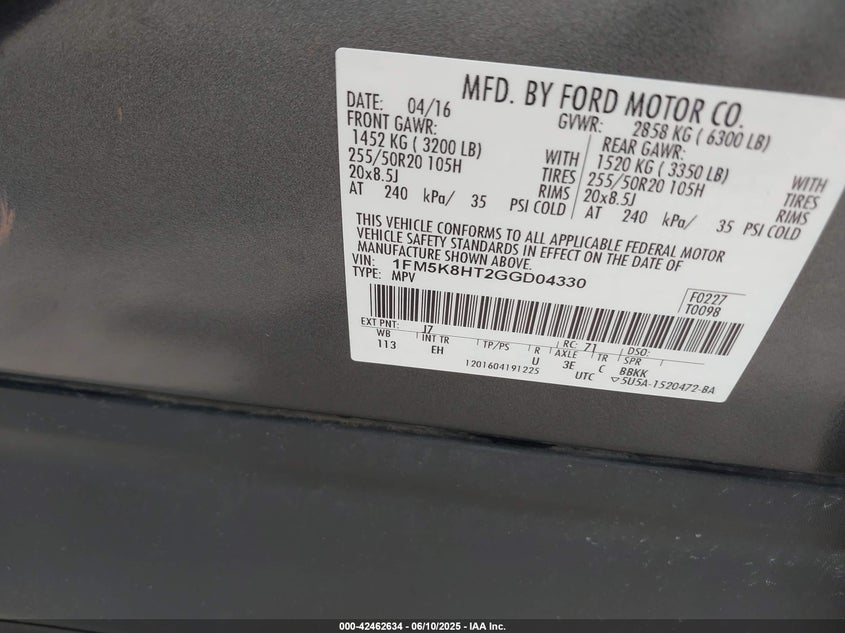 MFD. BY FORD MOTOR CO.
DATE: 04/16 GVWR: 2858 KG ( 6300 LB)
FRONT GAWR: REAR GAWR:
1452 KG ( 3200 LB) WITH 1520 KG ( 3350 LB) WITH
255/50R20 105H TIRES 255/50R20 105H TIRES
20x8.5J RIMS 20x8.5J RIMS
AT 240 kPa/ 35 PSI COLD AT 240 kPa/ 35 PSI COLD
THIS VEHICLE CONFORMS TO ALL APPLICABLE FEDERAL MOTOR
VEHICLE SAFETY STANDARDS IN EFFECT ON THE DATE OF
MANUFACTURE SHOWN ABOVE.
VIN: 1FM5K8HT2GGD04330
TYPE: MPV
F0227
T0098
EXT PNT: J7 RC: 71 DSO:
WB INT TR TP/PS R AXLE TR SPR
113 EH U 3E C BBKK
1201604191225 UTC ▽5U5A-1520472-BA
000-42462634 - 06/10/2025 - IAA Inc.